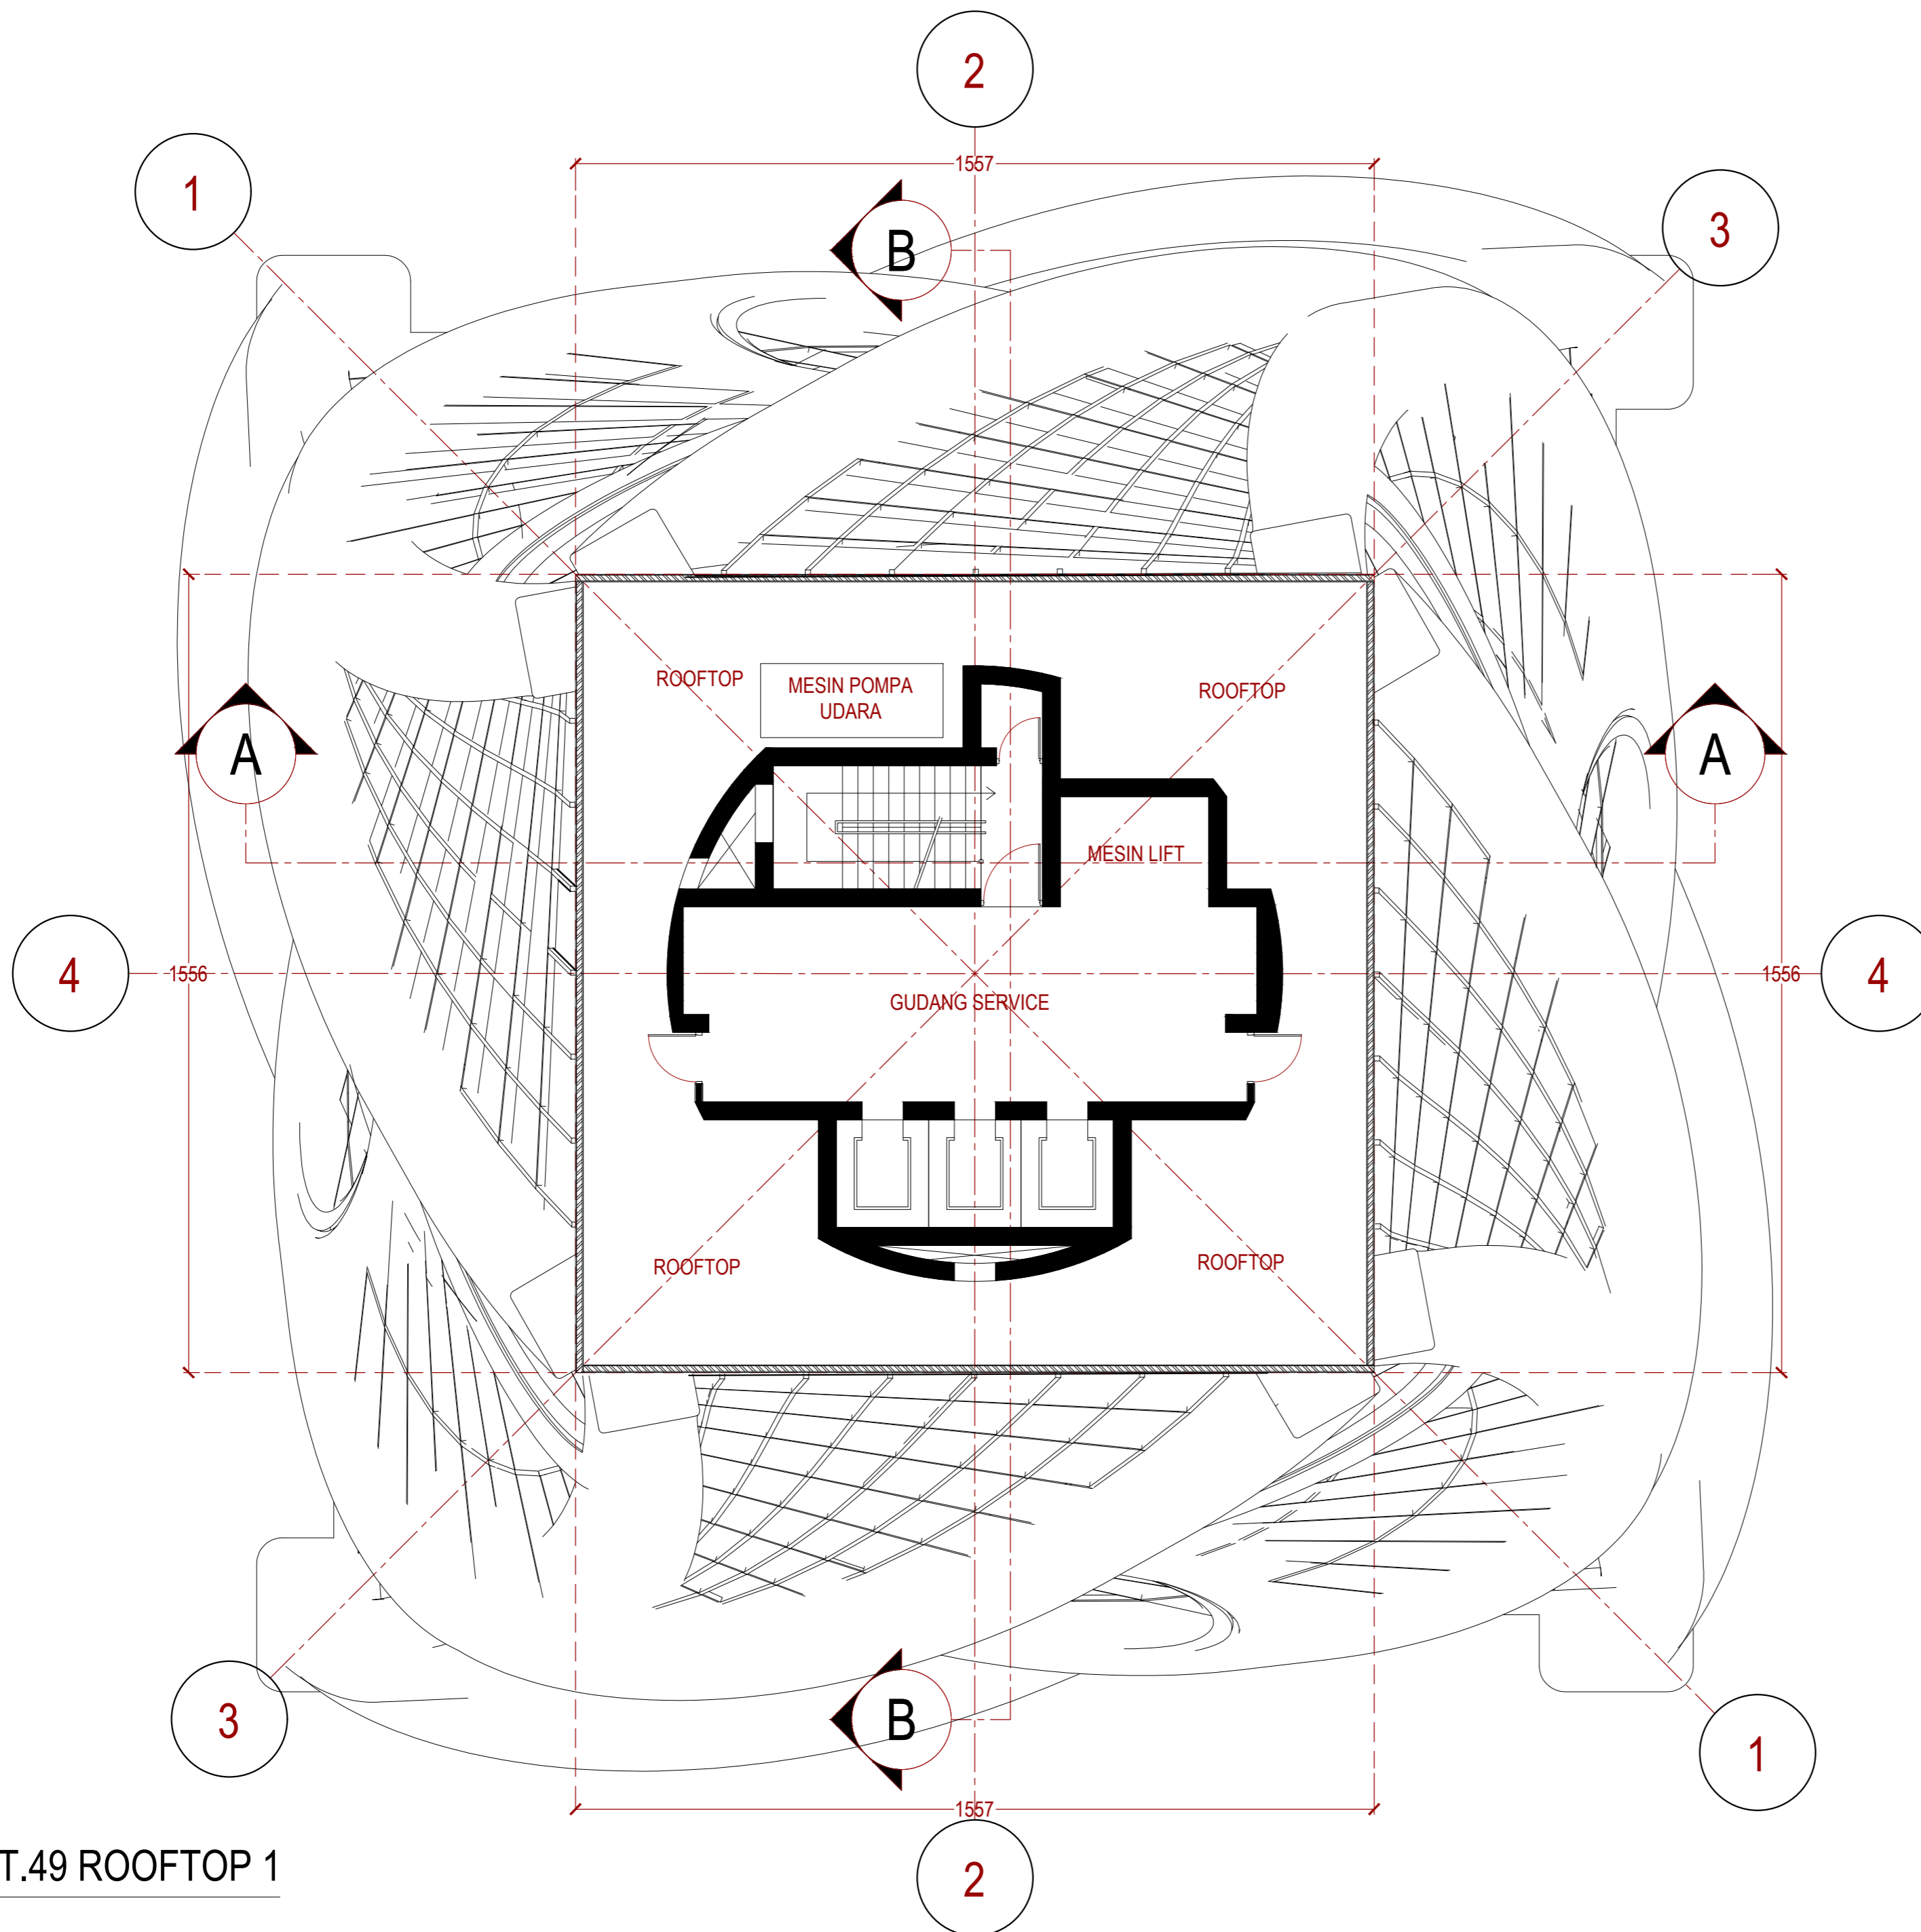 2
1
1557
3
B
ROOFTOP
MESIN POMPA
UDARA
ROOFTOP
A
A
MESIN LIFT
4
1556
1556
4
GUDANG SERVICE
ROOFTOP
ROOFTOP
3
B
1
1557
T.49 ROOFTOP 1
2